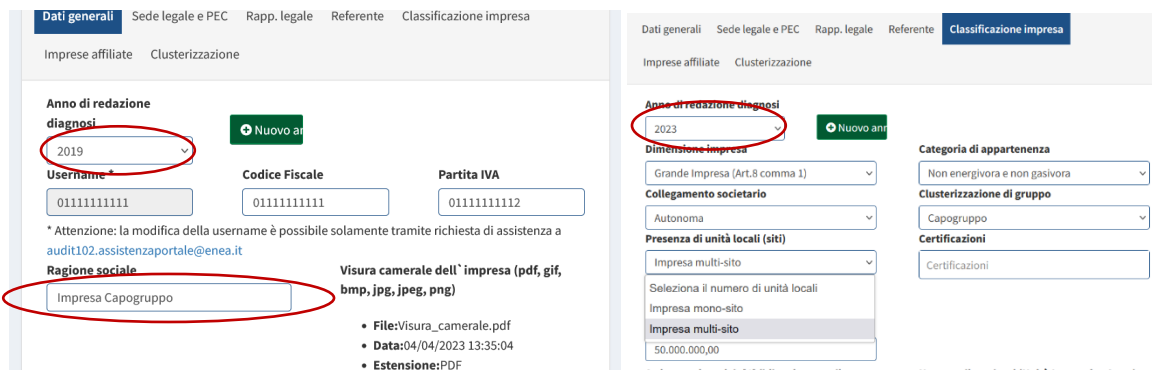 Dati generali Sede legale e PEC Rapp. legale Referente Classificazione impresa
Imprese affiliate Clusterizzazione
Anno di redazione
diagnosi
Nuovo an
2019
Username *
Codice Fiscale
Partita IVA
01111111111
01111111111
01111111112
* Attenzione: la modifica della username è possibile solamente tramite richiesta di assistenza a
audit102.assistenzaportale@enea.it
Ragione sociale
Impresa Capogruppo
Visura camerale dell`impresa (pdf, gif,
bmp, jpg, jpeg, png)
• File:Visura_camerale.pdf
• Data:04/04/2023 13:35:04
• Estensione:PDF
Dati generali Sede legale e PEC Rapp. legale Referente Classificazione impresa
Imprese affiliate Clusterizzazione
Anno di redazione diagnosi
2023
Nuovo ann
Dimensione impresa
Categoria di appartenenza
Grande Impresa (Art.8 comma 1)
Non energivora e non gasivora
Collegamento societario
Clusterizzazione di gruppo
Autonoma
Capogruppo
Presenza di unità locali (siti)
Certificazioni
Impresa multi-sito
Certificazioni
Seleziona il numero di unità locali
Impresa mono-sito
Impresa multi-sito
50.000.000,00